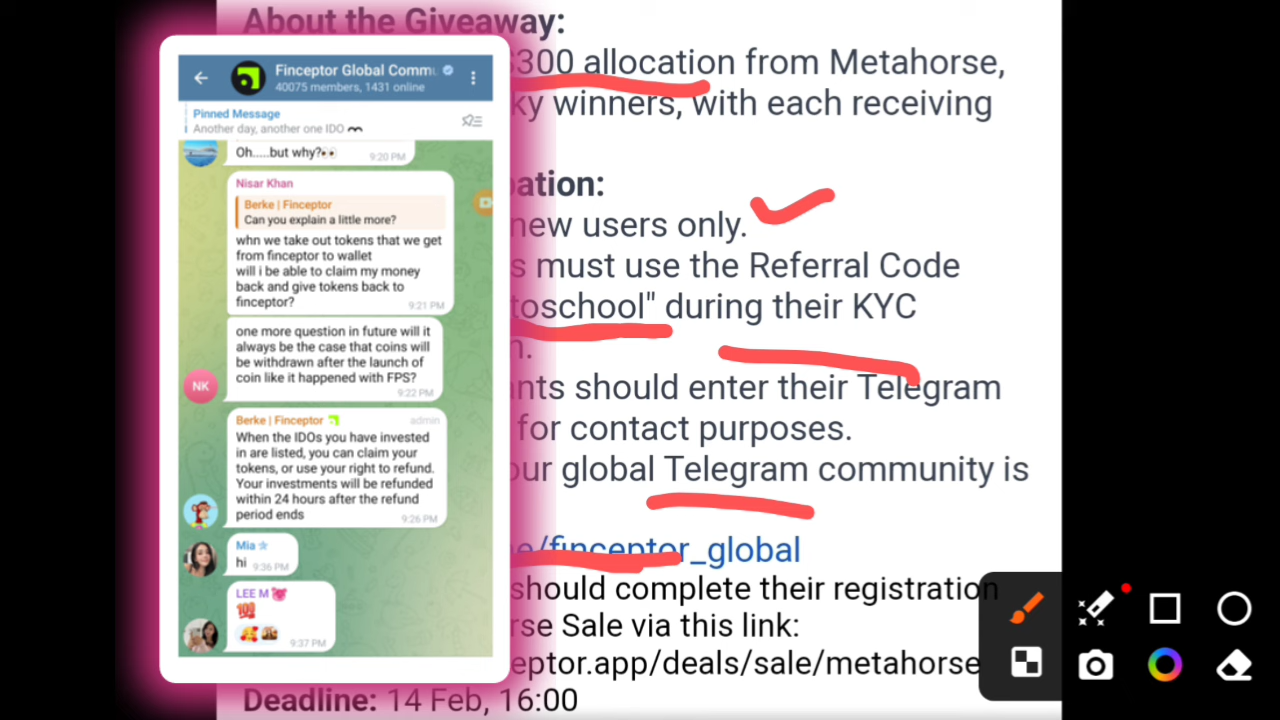 About the Giveaway:
$300 allocation from Metahorse,
ky winners, with each receiving
pation:
new users only.
s must use the Referral Code
toschool" during their KYC
n.
ants should enter their Telegram
for contact purposes.
our global Telegram community is
e/finceptor_global
should complete their registration
rse Sale via this link:
eptor.app/deals/sale/metahorse
Deadline: 14 Feb, 16:00
Finceptor Global Commu
40075 members, 1431 online
Pinned Message
Another day, another one IDO
Oh.....but why?👀
9:20 PM
Nisar Khan
Berke | Finceptor
Can you explain a little more?
whn we take out tokens that we get
from finceptor to wallet
will i be able to claim my money
back and give tokens back to
finceptor?
9:21 PM
one more question in future will it
always be the case that coins will
be withdrawn after the launch of
coin like it happened with FPS?
NK
9:22 PM
Berke | Finceptor
admin
When the IDOs you have invested
in are listed, you can claim your
tokens, or use your right to refund.
Your investments will be refunded
within 24 hours after the refund
period ends
9:26 PM
Mia
hi
9:36 PM
LEE M
💯
9:37 PM